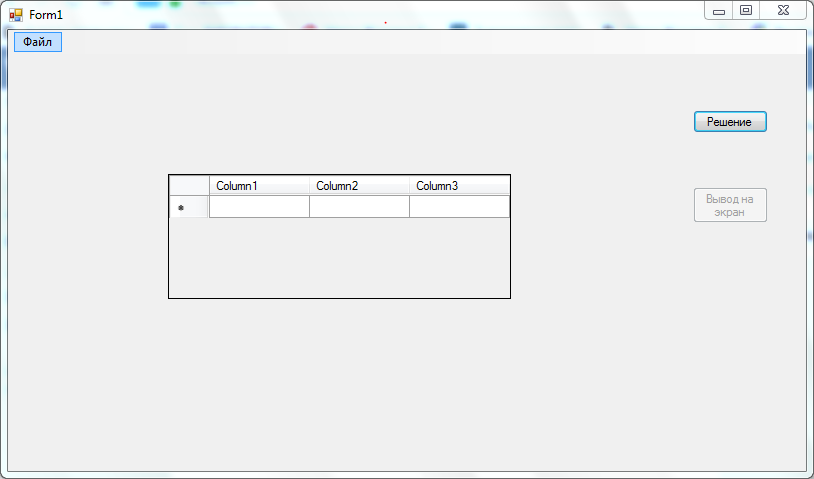 Form1
Файл
Решение
Column1 Column2 Column3
Вывод на
экран